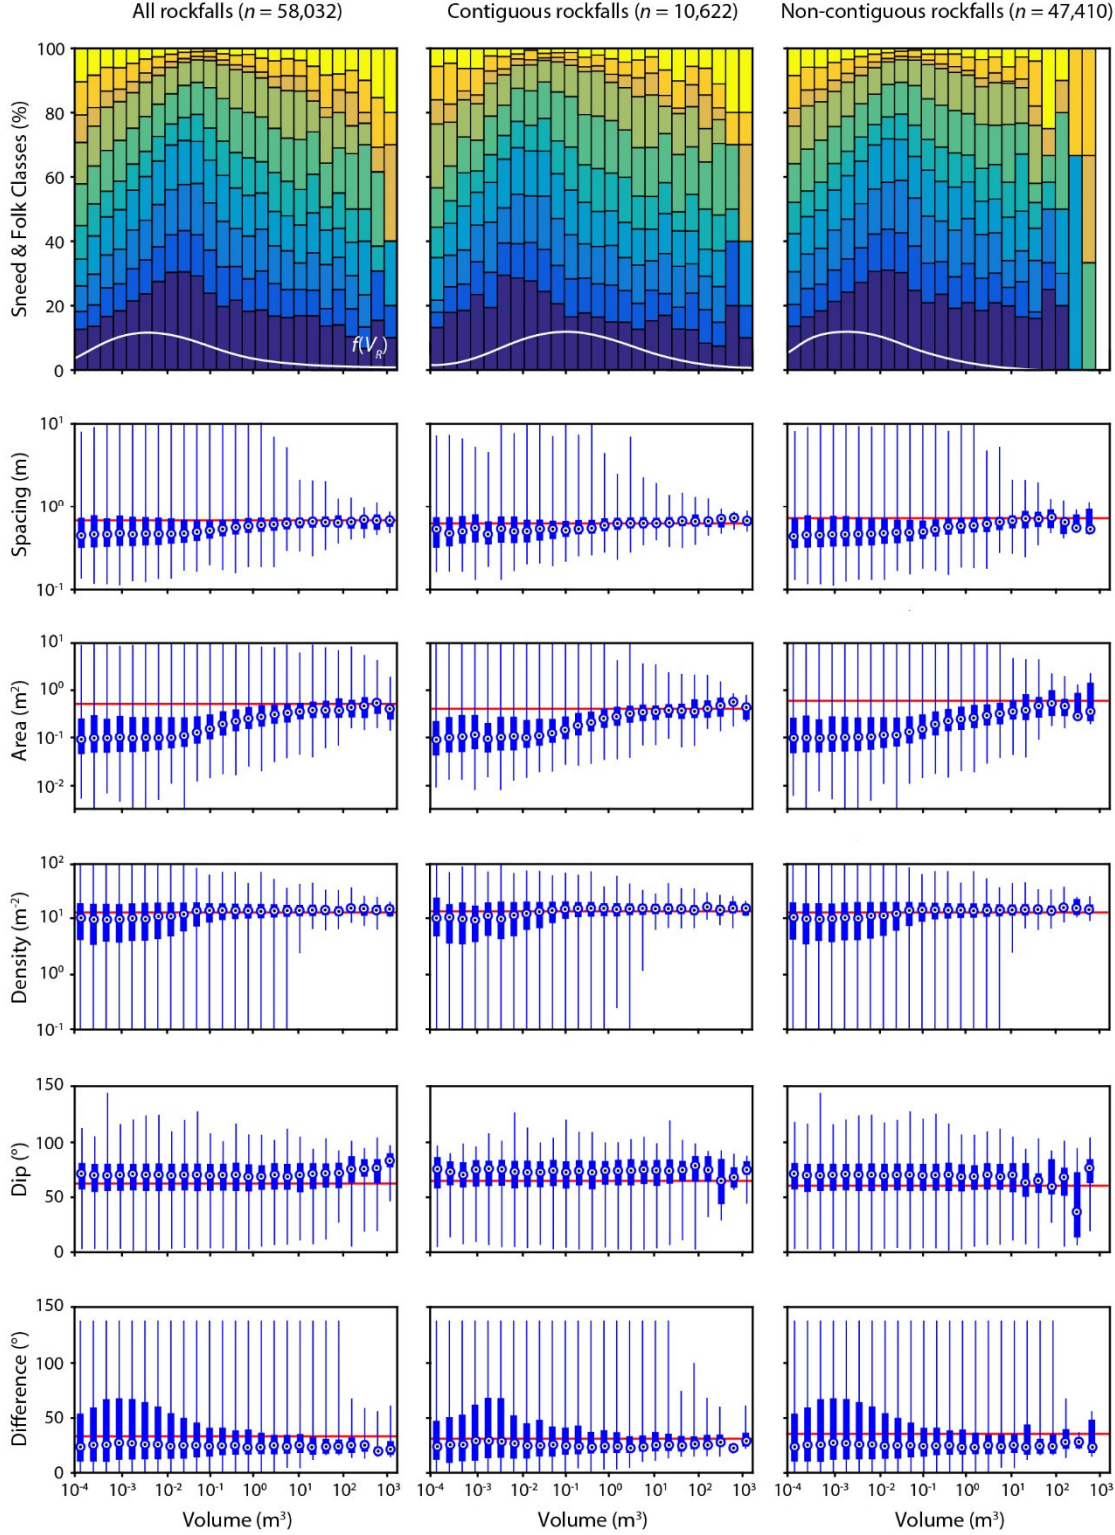 All rockfalls (n = 58,032)
Contiguous rockfalls (n = 10,622)
Non-contiguous rockfalls (n = 47,410)
Sneed & Folk Classes (%)
100
80
60
40
20
0
f(V_R)
Spacing (m)
10¹
10⁰
10⁻¹
Area (m²)
10¹
10⁰
10⁻¹
10⁻²
Density (m⁻²)
10²
10¹
10⁰
10⁻¹
Dip (°)
150
100
50
0
Difference (°)
150
100
50
0
10⁻⁴ 10⁻³ 10⁻² 10⁻¹ 10⁰ 10¹ 10² 10³
10⁻⁴ 10⁻³ 10⁻² 10⁻¹ 10⁰ 10¹ 10² 10³
10⁻⁴ 10⁻³ 10⁻² 10⁻¹ 10⁰ 10¹ 10² 10³
Volume (m³)
Volume (m³)
Volume (m³)